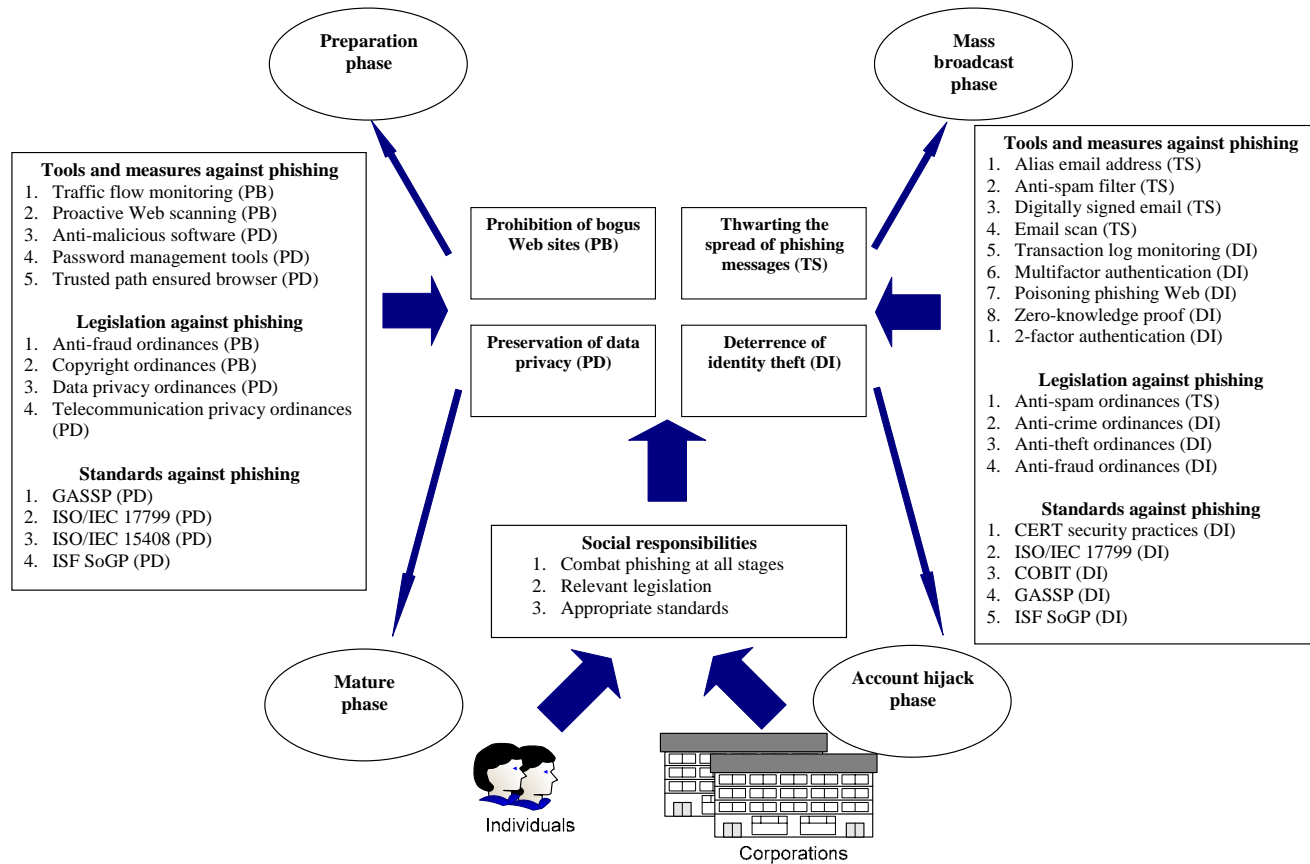 Preparation
phase
Mass
broadcast
phase
Tools and measures against phishing
1. Traffic flow monitoring (PB)
2. Proactive Web scanning (PB)
3. Anti-malicious software (PD)
4. Password management tools (PD)
5. Trusted path ensured browser (PD)
Legislation against phishing
1. Anti-fraud ordinances (PB)
2. Copyright ordinances (PB)
3. Data privacy ordinances (PD)
4. Telecommunication privacy ordinances
(PD)
Standards against phishing
1. GASSP (PD)
2. ISO/IEC 17799 (PD)
3. ISO/IEC 15408 (PD)
4. ISF SoGP (PD)
Prohibition of bogus
Web sites (PB)
Thwarting the
spread of phishing
messages (TS)
Preservation of data
privacy (PD)
Deterrence of
identity theft (DI)
Tools and measures against phishing
1. Alias email address (TS)
2. Anti-spam filter (TS)
3. Digitally signed email (TS)
4. Email scan (TS)
5. Transaction log monitoring (DI)
6. Multifactor authentication (DI)
7. Poisoning phishing Web (DI)
8. Zero-knowledge proof (DI)
1. 2-factor authentication (DI)
Legislation against phishing
1. Anti-spam ordinances (TS)
2. Anti-crime ordinances (DI)
3. Anti-theft ordinances (DI)
4. Anti-fraud ordinances (DI)
Standards against phishing
1. CERT security practices (DI)
2. ISO/IEC 17799 (DI)
3. COBIT (DI)
4. GASSP (DI)
5. ISF SoGP (DI)
Social responsibilities
1. Combat phishing at all stages
2. Relevant legislation
3. Appropriate standards
Mature
phase
Account hijack
phase
Individuals
Corporations